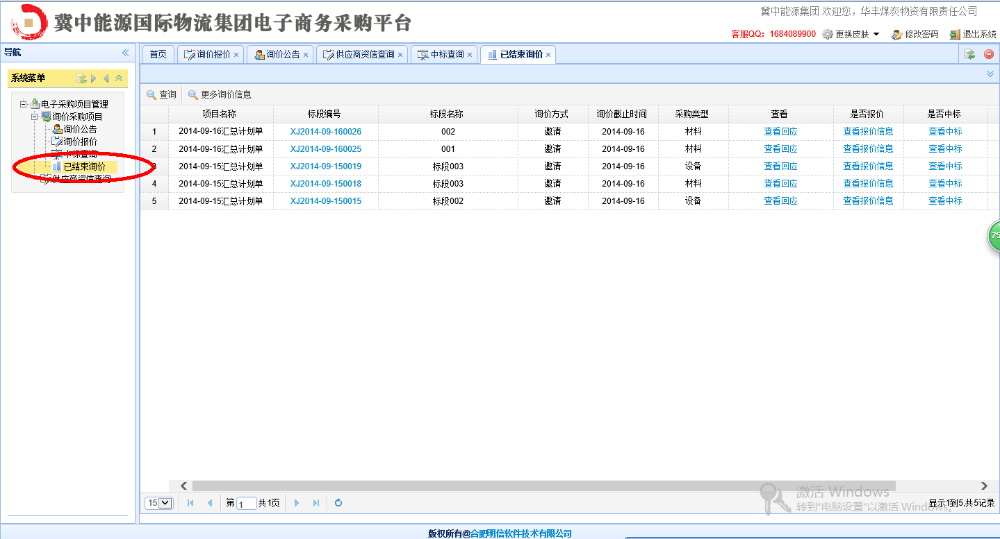 冀中能源国际物流集团电子商务采购平台
冀中能源集团 欢迎您，华丰煤炭物资有限责任公司
客服QQ：1684089900 更换皮肤 修改密码 退出系统
导航
首页 询价报价 询价公告 供应商资信查询 中标查询 已结束询价
系统菜单
电子采购项目管理
询价采购项目
询价公告
询价报价
中标查询
已结束询价
供应商资信查询
查询 更多询价信息
项目名称 标段编号 标段名称 询价方式 询价截止时间 采购类型 查看 是否报价 是否中标
1 2014-09-16汇总计划单 XJ2014-09-160026 002 邀请 2014-09-16 材料 查看回应 查看报价信息 查看中标
2 2014-09-16汇总计划单 XJ2014-09-160025 001 邀请 2014-09-16 材料 查看回应 查看报价信息 查看中标
3 2014-09-15汇总计划单 XJ2014-09-150019 标段003 邀请 2014-09-16 设备 查看回应 查看报价信息 查看中标
4 2014-09-15汇总计划单 XJ2014-09-150018 标段003 邀请 2014-09-16 材料 查看回应 查看报价信息 查看中标
5 2014-09-15汇总计划单 XJ2014-09-150015 标段002 邀请 2014-09-16 设备 查看回应 查看报价信息 查看中标
75
激活 Windows
转到"电脑设置"以激活 Windows。
15 第 1 共1页 显示1到5,共5记录
版权所有@合肥明信软件技术有限公司